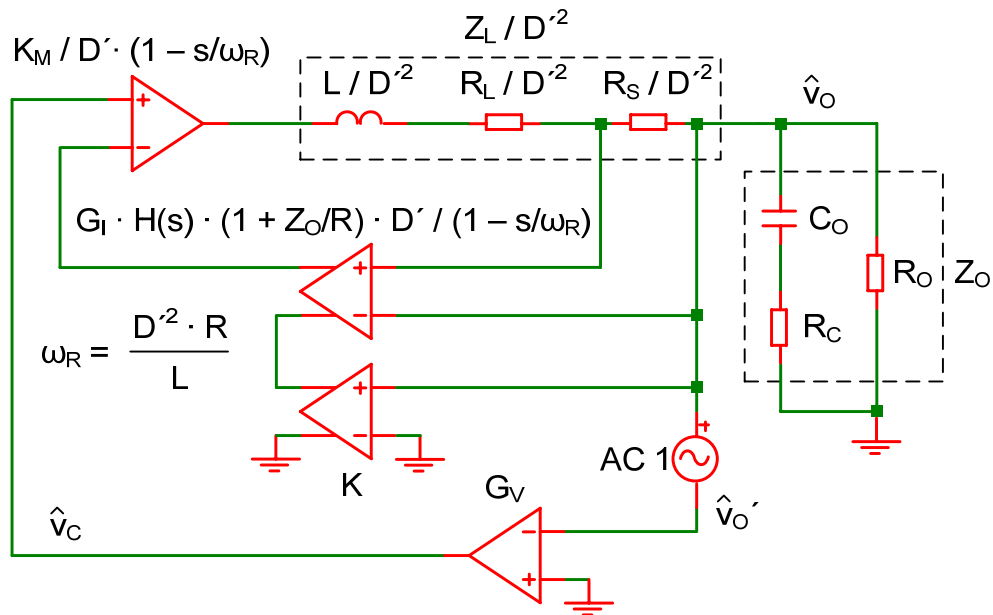 Z_L / D´²
K_M / D´ · (1 – s/ω_R)
L / D´²
R_L / D´²
R_S / D´²
v̂_O
+
–
G_I · H(s) · (1 + Z_O/R) · D´ / (1 – s/ω_R)
C_O
R_O
Z_O
R_C
+
–
ω_R = D´² · R / L
+
–
K
+
AC 1
G_V
v̂_O´
v̂_C
–
+